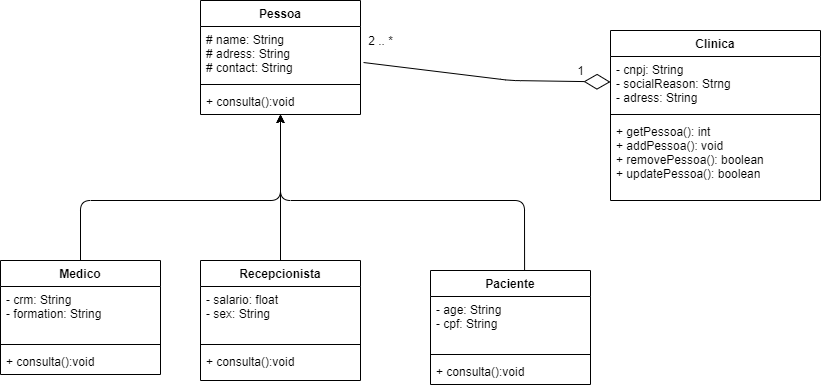 Pessoa
# name: String
# adress: String
# contact: String
+ consulta():void
2 .. *
1
Clinica
- cnpj: String
- socialReason: Strng
- adress: String
+ getPessoa(): int
+ addPessoa(): void
+ removePessoa(): boolean
+ updatePessoa(): boolean
Medico
- crm: String
- formation: String
+ consulta():void
Recepcionista
- salario: float
- sex: String
+ consulta():void
Paciente
- age: String
- cpf: String
+ consulta():void